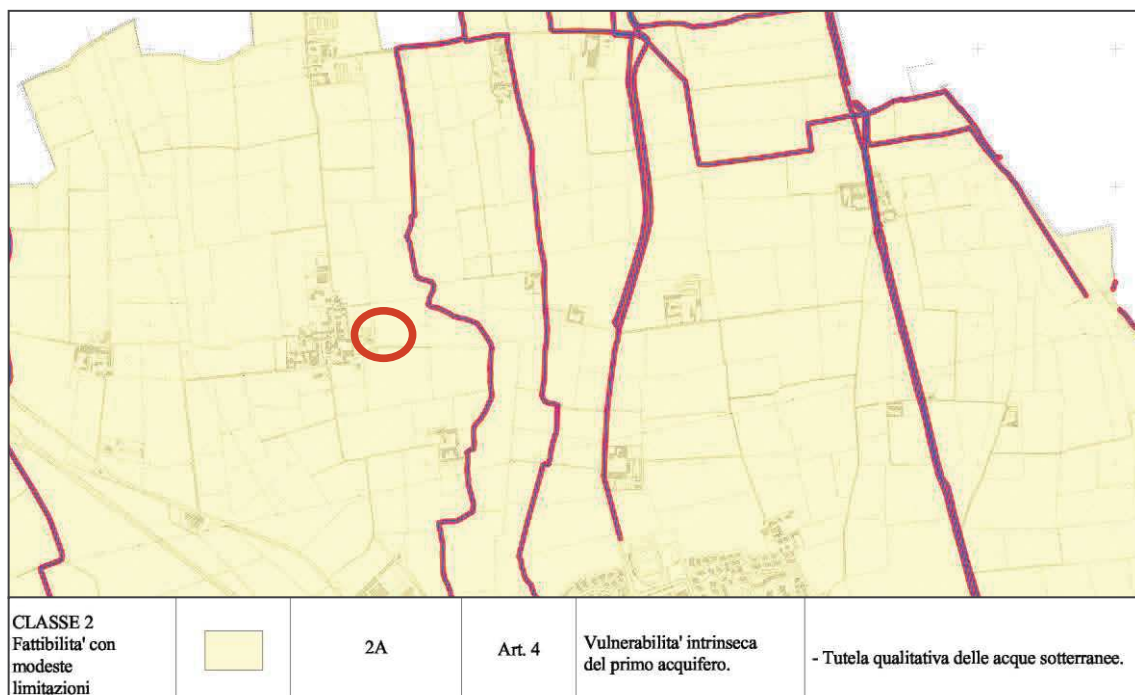 CLASSE 2
Fattibilita' con
modeste
limitazioni
2A
Art. 4
Vulnerabilita' intrinseca
del primo acquifero.
- Tutela qualitativa delle acque sotterranee.